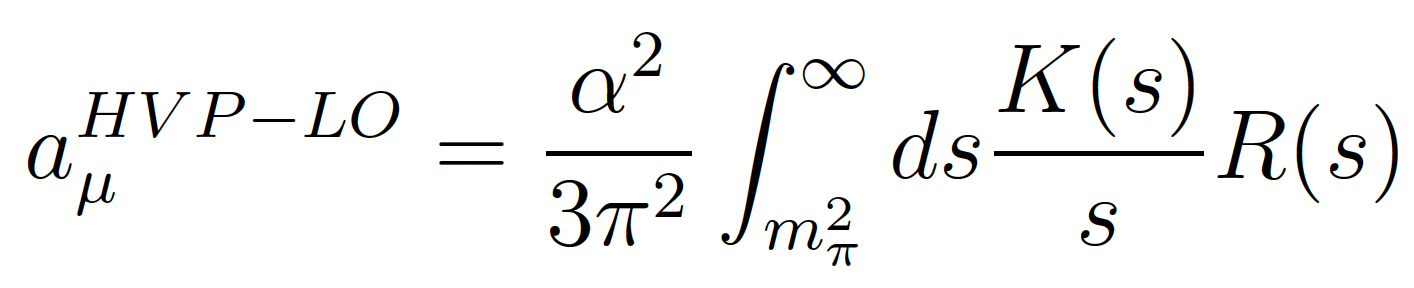 a_μ^{HVP−LO} = \frac{α^2}{3π^2} \int_{m_π^2}^{∞} ds \frac{K(s)}{s} R(s)